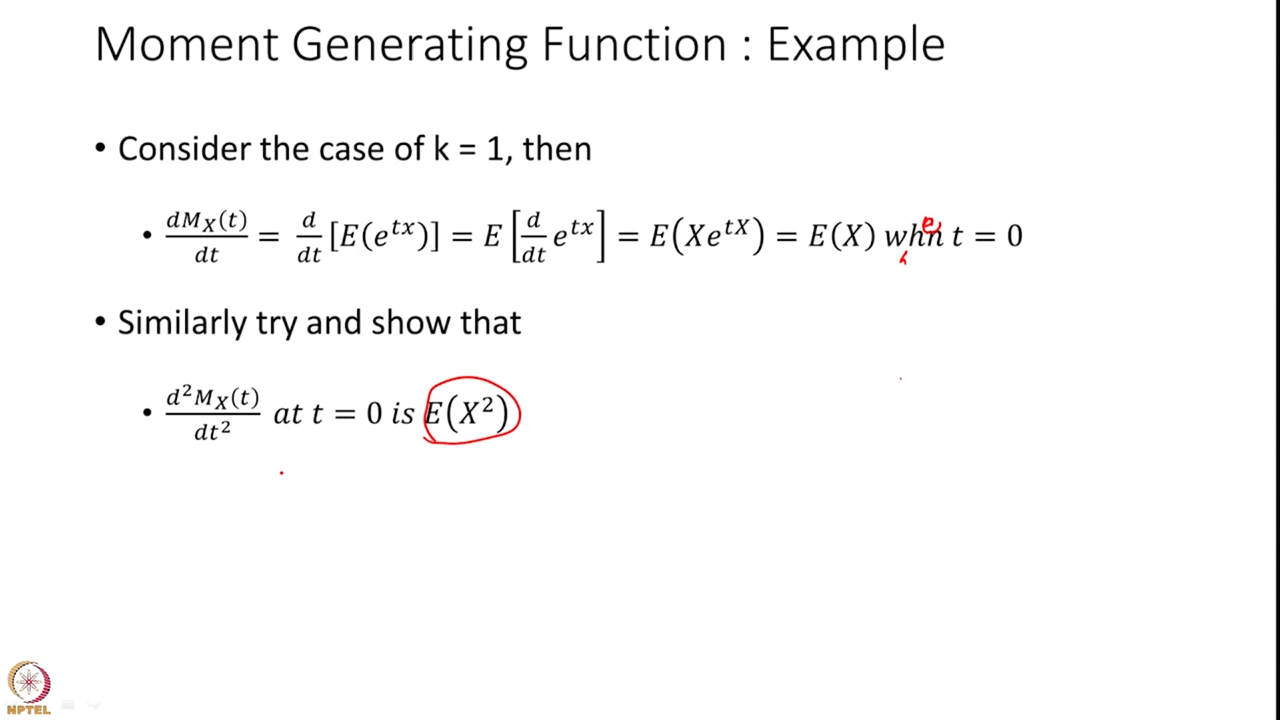 Moment Generating Function : Example
• Consider the case of k = 1, then
• dM_X(t)/dt = d/dt [E(e^{tx})] = E[d/dt e^{tx}] = E(Xe^{tX}) = E(X) whn t = 0
e
• Similarly try and show that
• d²M_X(t)/dt² at t = 0 is E(X²)
NPTEL